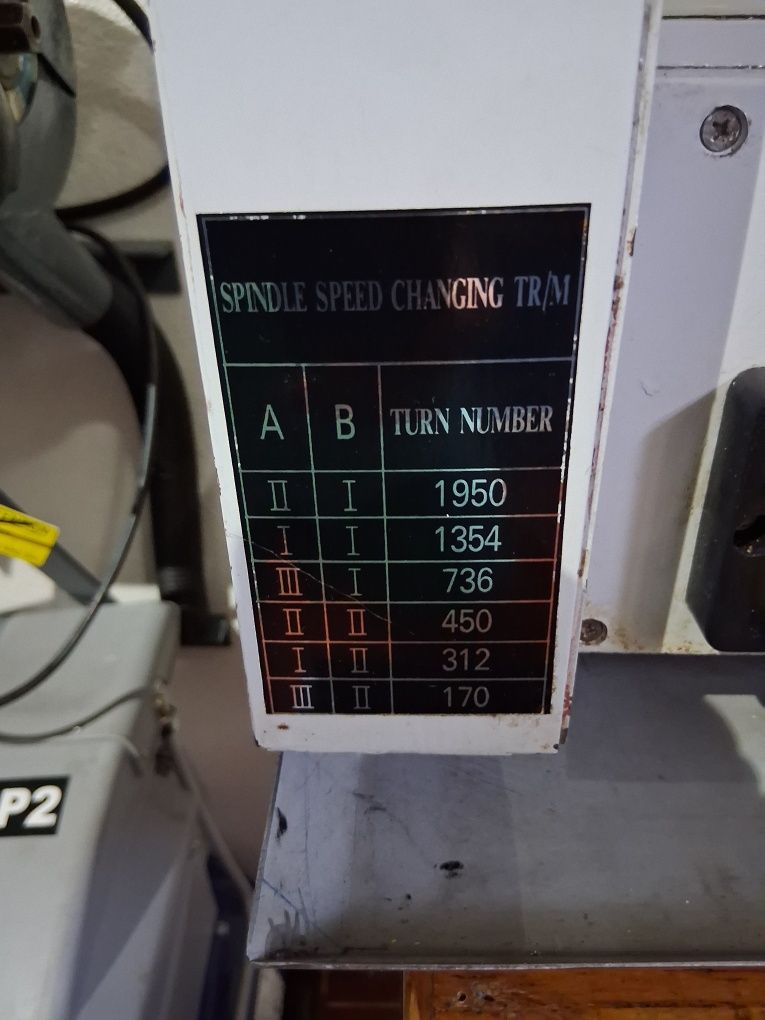 SPINDLE SPEED CHANGING TR/M
A B TURN NUMBER
II I 1950
I I 1354
III I 736
II II 450
I II 312
III II 170
P2